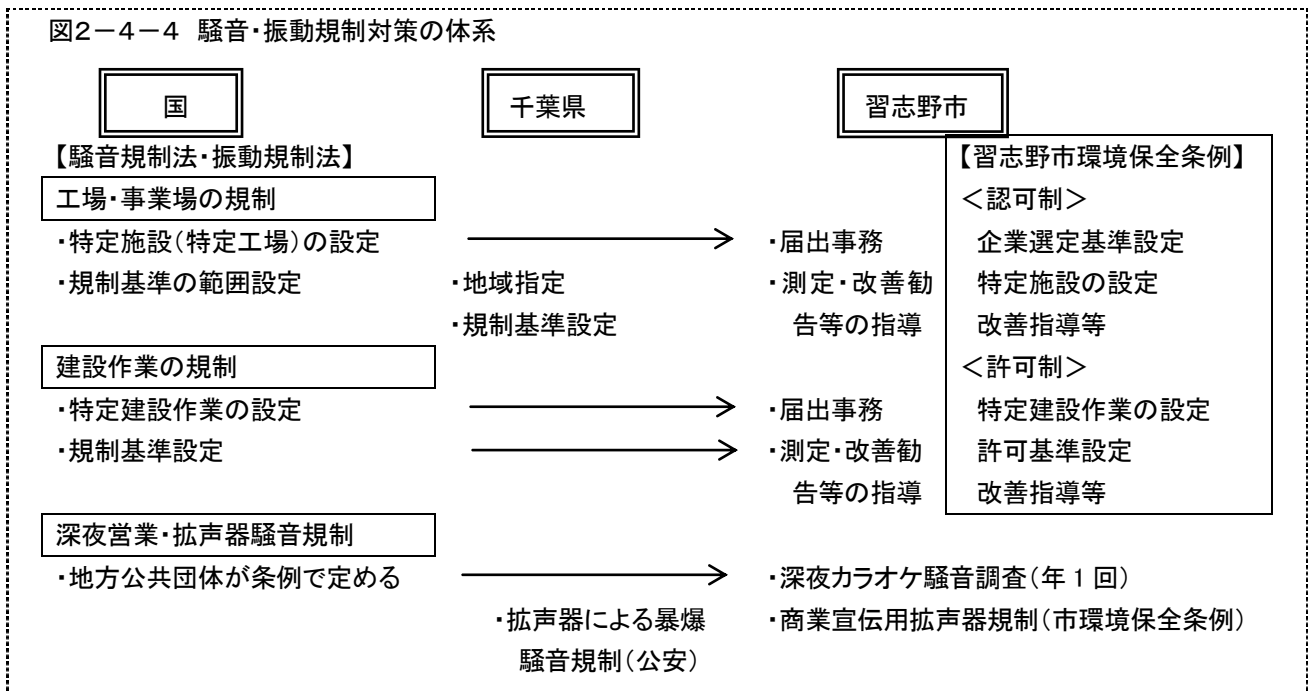 図2-4-4 騒音・振動規制対策の体系
国 千葉県 習志野市
【騒音規制法・振動規制法】 【習志野市環境保全条例】
工場・事業場の規制 <認可制>
・特定施設(特定工場)の設定 ・届出事務 企業選定基準設定
・規制基準の範囲設定 ・地域指定 ・測定・改善勧 特定施設の設定
・規制基準設定 告等の指導 改善指導等
建設作業の規制 <許可制>
・特定建設作業の設定 ・届出事務 特定建設作業の設定
・規制基準設定 ・測定・改善勧 許可基準設定
告等の指導 改善指導等
深夜営業・拡声器騒音規制
・地方公共団体が条例で定める ・深夜カラオケ騒音調査(年1回)
・拡声器による暴爆 ・商業宣伝用拡声器規制(市環境保全条例)
騒音規制(公安)